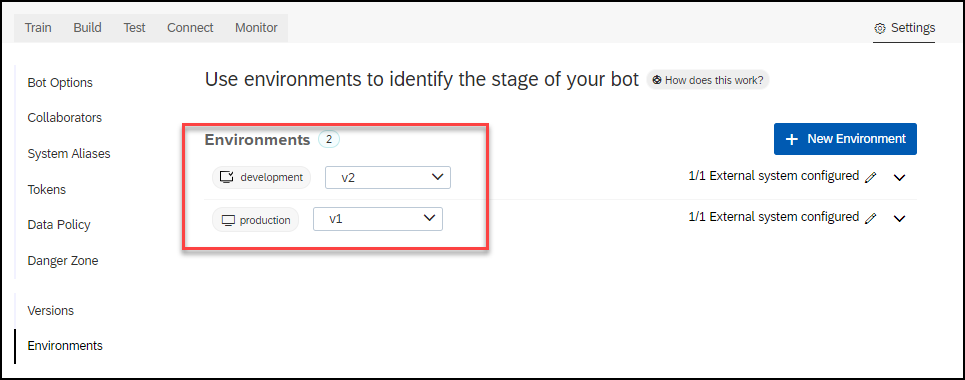 Train Build Test Connect Monitor
Settings
Bot Options
Collaborators
System Aliases
Tokens
Data Policy
Danger Zone
Versions
Environments
Use environments to identify the stage of your bot
How does this work?
Environments 2
New Environment
development v2 1/1 External system configured
production v1 1/1 External system configured